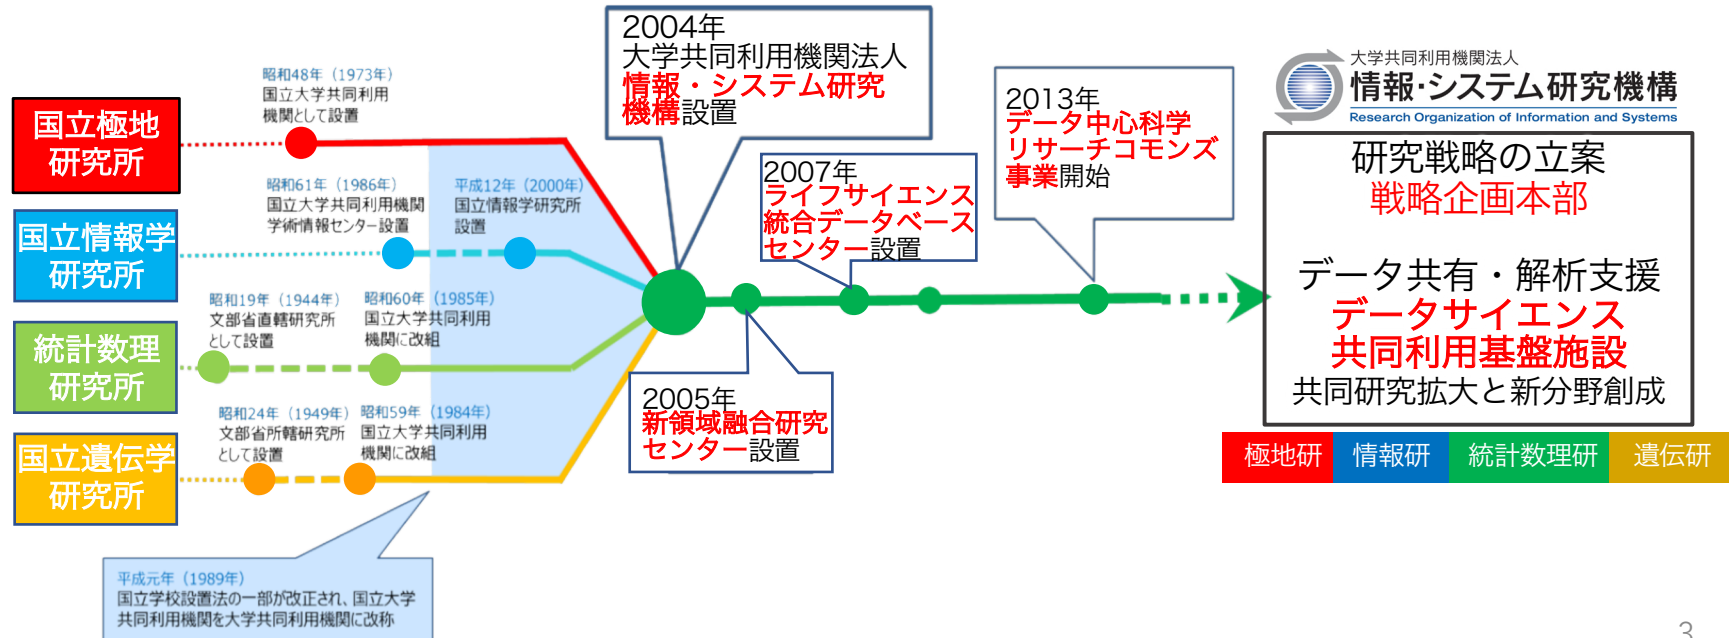 国立極地
研究所
昭和48年（1973年）
国立大学共同利用
機関として設置
国立情報学
研究所
昭和61年（1986年）
国立大学共同利用機関
学術情報センター設置
平成12年（2000年）
国立情報学研究所
設置
統計数理
研究所
昭和19年（1944年）
文部省直轄研究所
として設置
昭和60年（1985年）
国立大学共同利用
機関に改組
国立遺伝学
研究所
昭和24年（1949年）
文部省所轄研究所
として設置
昭和59年（1984年）
国立大学共同利用
機関に改組
平成元年（1989年）
国立学校設置法の一部が改正され、国立大学
共同利用機関を大学共同利用機関に改称
2004年
大学共同利用機関法人
情報・システム研究
機構設置
2005年
新領域融合研究
センター設置
2007年
ライフサイエンス
統合データベース
センター設置
2013年
データ中心科学
リサーチコモンズ
事業開始
大学共同利用機関法人
情報・システム研究機構
Research Organization of Information and Systems
研究戦略の立案
戦略企画本部
データ共有・解析支援
データサイエンス
共同利用基盤施設
共同研究拡大と新分野創成
極地研 情報研 統計数理研 遺伝研
3